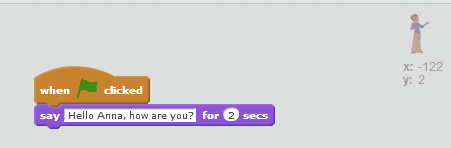 x: -122
y: 2
when clicked
say Hello Anna, how are you? for 2 secs